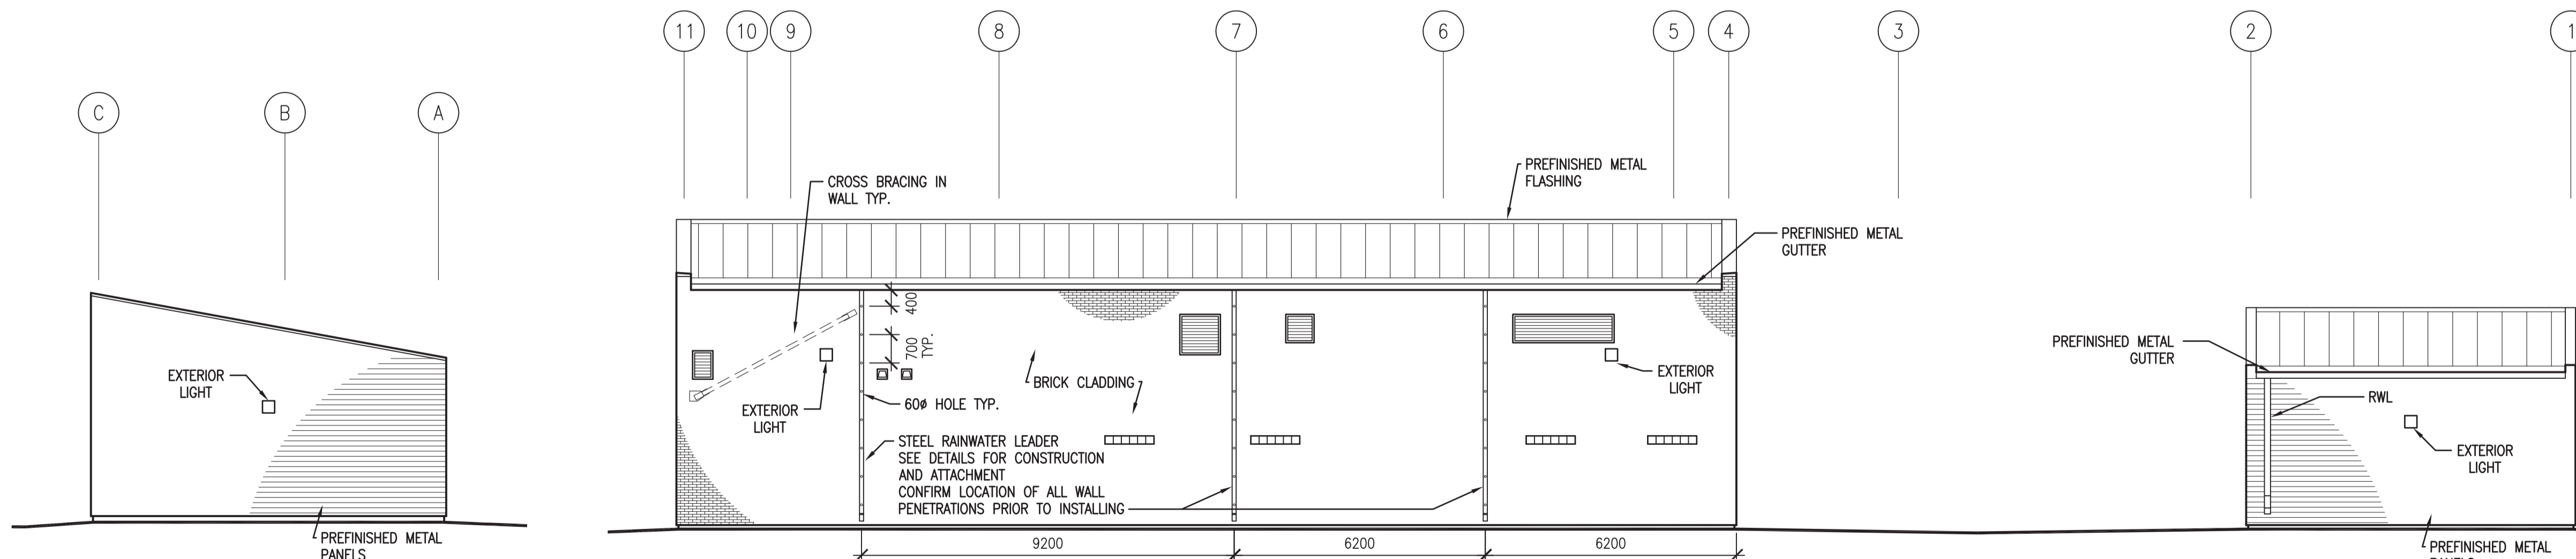 11
10
9
8
7
6
5
4
3
2
1
C
B
A
EXTERIOR
LIGHT
PREFINISHED METAL
PANELS
CROSS BRACING IN
WALL TYP.
PREFINISHED METAL
FLASHING
PREFINISHED METAL
GUTTER
400
700
TYP.
BRICK CLADDING
60ø HOLE TYP.
EXTERIOR
LIGHT
STEEL RAINWATER LEADER
SEE DETAILS FOR CONSTRUCTION
AND ATTACHMENT
CONFIRM LOCATION OF ALL WALL
PENETRATIONS PRIOR TO INSTALLING
EXTERIOR
LIGHT
9200
6200
6200
PREFINISHED METAL
GUTTER
RWL
EXTERIOR
LIGHT
PREFINISHED METAL